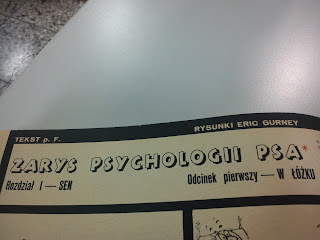 TEKST p. F. RYSUNKI ERIC GURNEY
ZARYS PSYCHOLOGII PSA*
Rozdział I — SEN Odcinek pierwszy — W ŁÓŻKU